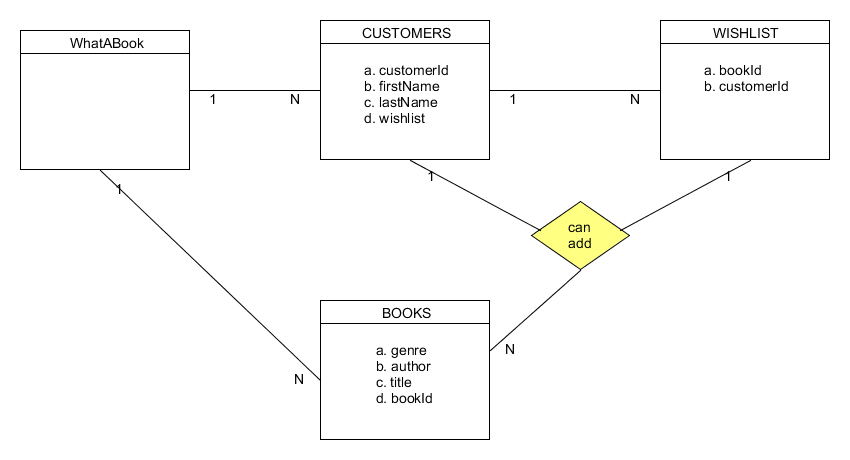 WhatABook
CUSTOMERS
a. customerId
b. firstName
c. lastName
d. wishlist
WISHLIST
a. bookId
b. customerId
1
N
1
N
1
1
1
can
add
BOOKS
a. genre
b. author
c. title
d. bookId
N
N